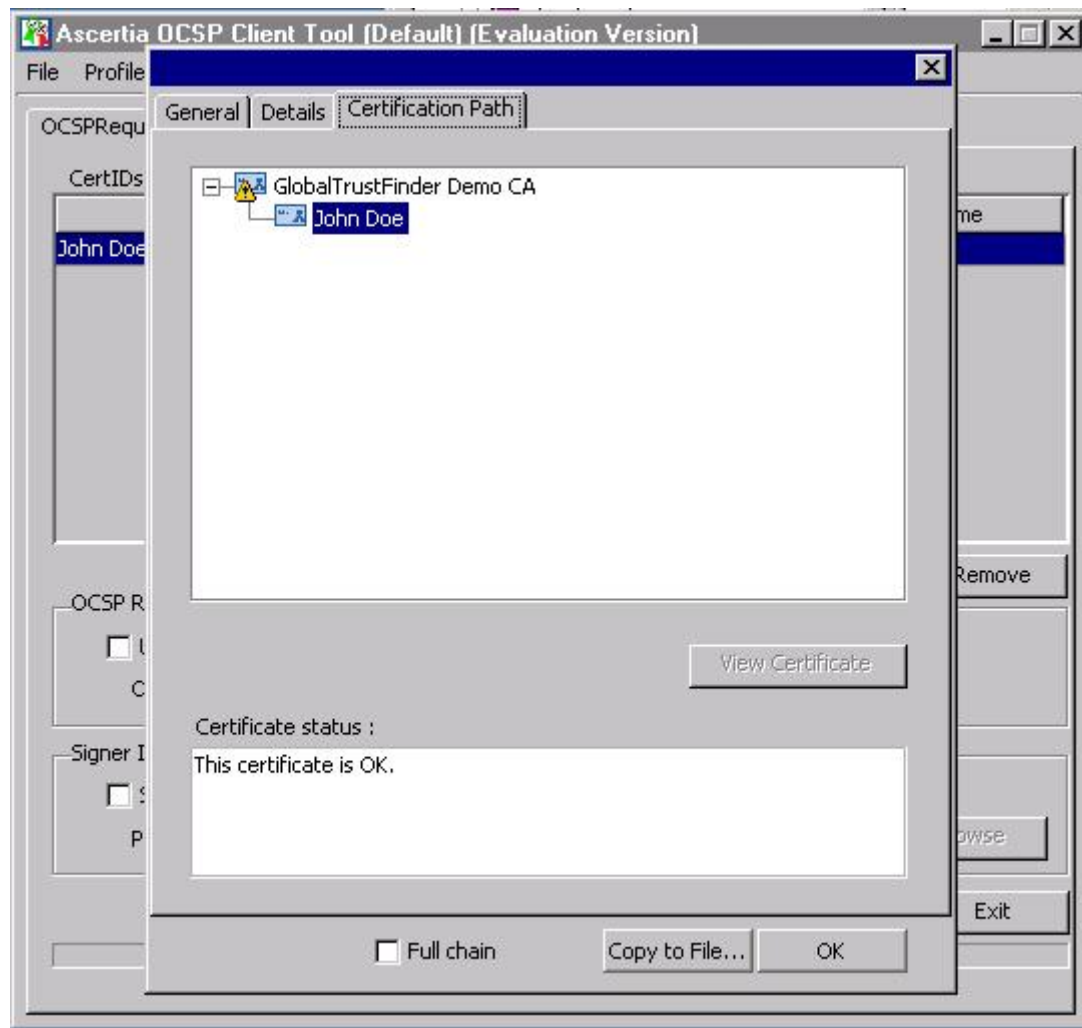 Ascertia OCSP Client Tool (Default) (Evaluation Version)
File Profile
General Details Certification Path
OCSPRequ
CertIDs
GlobalTrustFinder Demo CA
John Doe
me
John Doe
Remove
OCSP R
View Certificate
C
Certificate status :
Signer I
This certificate is OK.
P
owse
Exit
Full chain Copy to File... OK